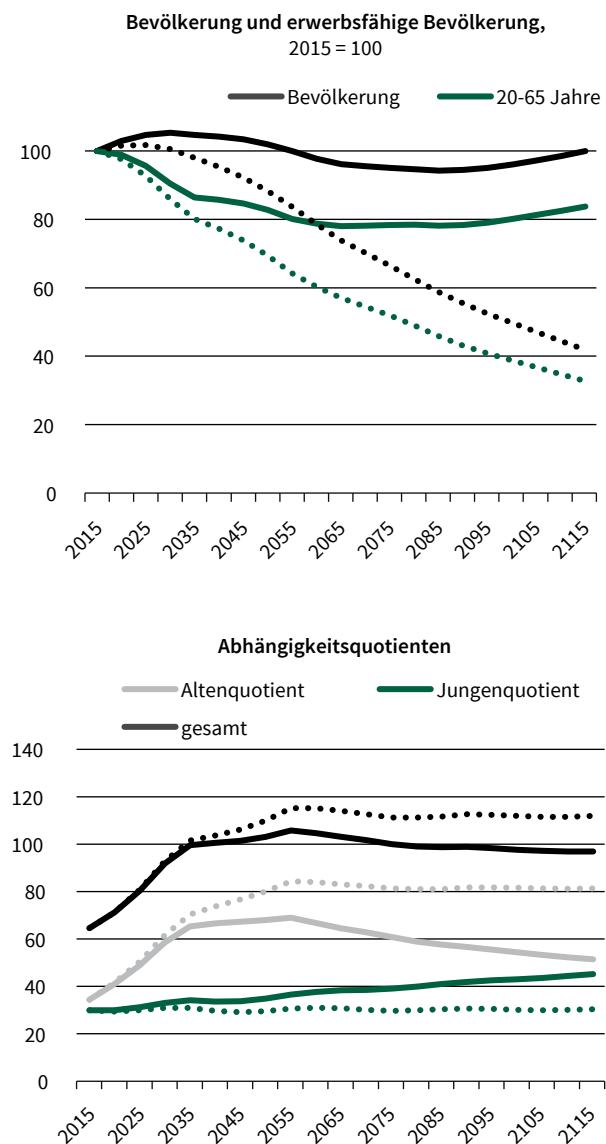 Bevölkerung und erwerbsfähige Bevölkerung,
2015 = 100
Bevölkerung 20-65 Jahre
100
80
60
40
20
0
2015 2025 2035 2045 2055 2065 2075 2085 2095 2105 2115
Abhängigkeitsquotienten
Altenquotient Jungenquotient
gesamt
140
120
100
80
60
40
20
0
2015 2025 2035 2045 2055 2065 2075 2085 2095 2105 2115